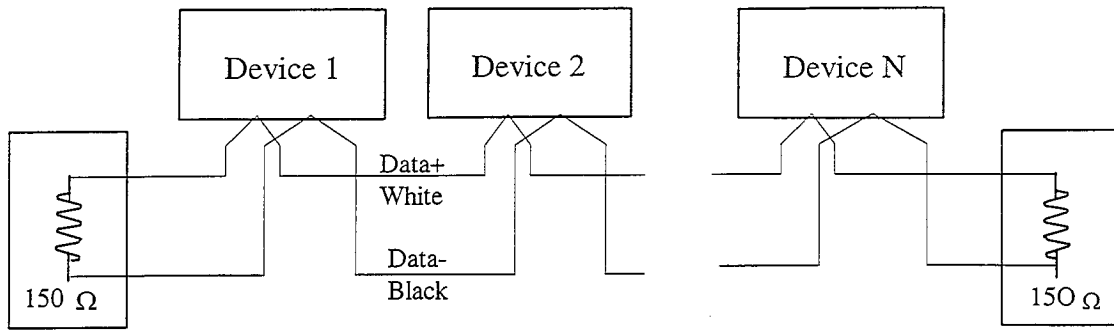 Device 1
Device 2
Device N
Data+
White
Data-
Black
150 Ω
150 Ω